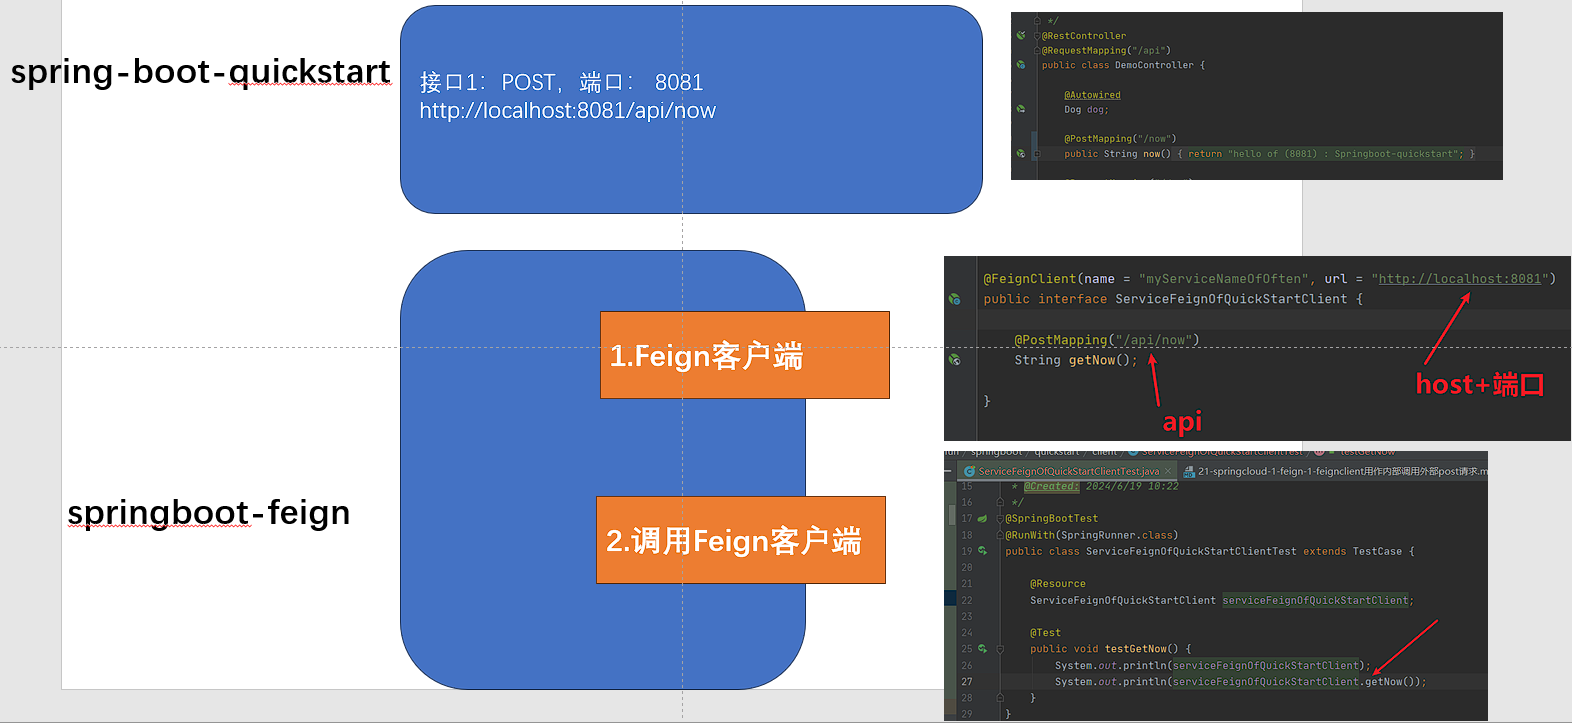 spring-boot-quickstart
接口1：POST，端口： 8081
http://localhost:8081/api/now
*/
@RestController
@RequestMapping("/api")
public class DemoController {
@Autowired
Dog dog;
@PostMapping("/now")
public String now() { return "hello of (8081) : Springboot-quickstart"; }
springboot-feign
1.Feign客户端
2.调用Feign客户端
@FeignClient(name = "myServiceNameOfOften", url = "http://localhost:8081")
public interface ServiceFeignOfQuickStartClient {
@PostMapping("/api/now")
String getNow();
}
host+端口
api
springboot quickstart client ServiceFeignOfQuickStartClientTest testGetNow
ServiceFeignOfQuickStartClientTest.java × 21-springcloud-1-feign-1-feignclient用作内部调用外部post请求.m
15 * @Created: 2024/6/19 10:22
16 */
17 @SpringBootTest
18 @RunWith(SpringRunner.class)
19 public class ServiceFeignOfQuickStartClientTest extends TestCase {
20
21 @Resource
22 ServiceFeignOfQuickStartClient serviceFeignOfQuickStartClient;
23
24 @Test
25 public void testGetNow() {
26 System.out.println(serviceFeignOfQuickStartClient);
27 System.out.println(serviceFeignOfQuickStartClient.getNow());
28 }
29 }